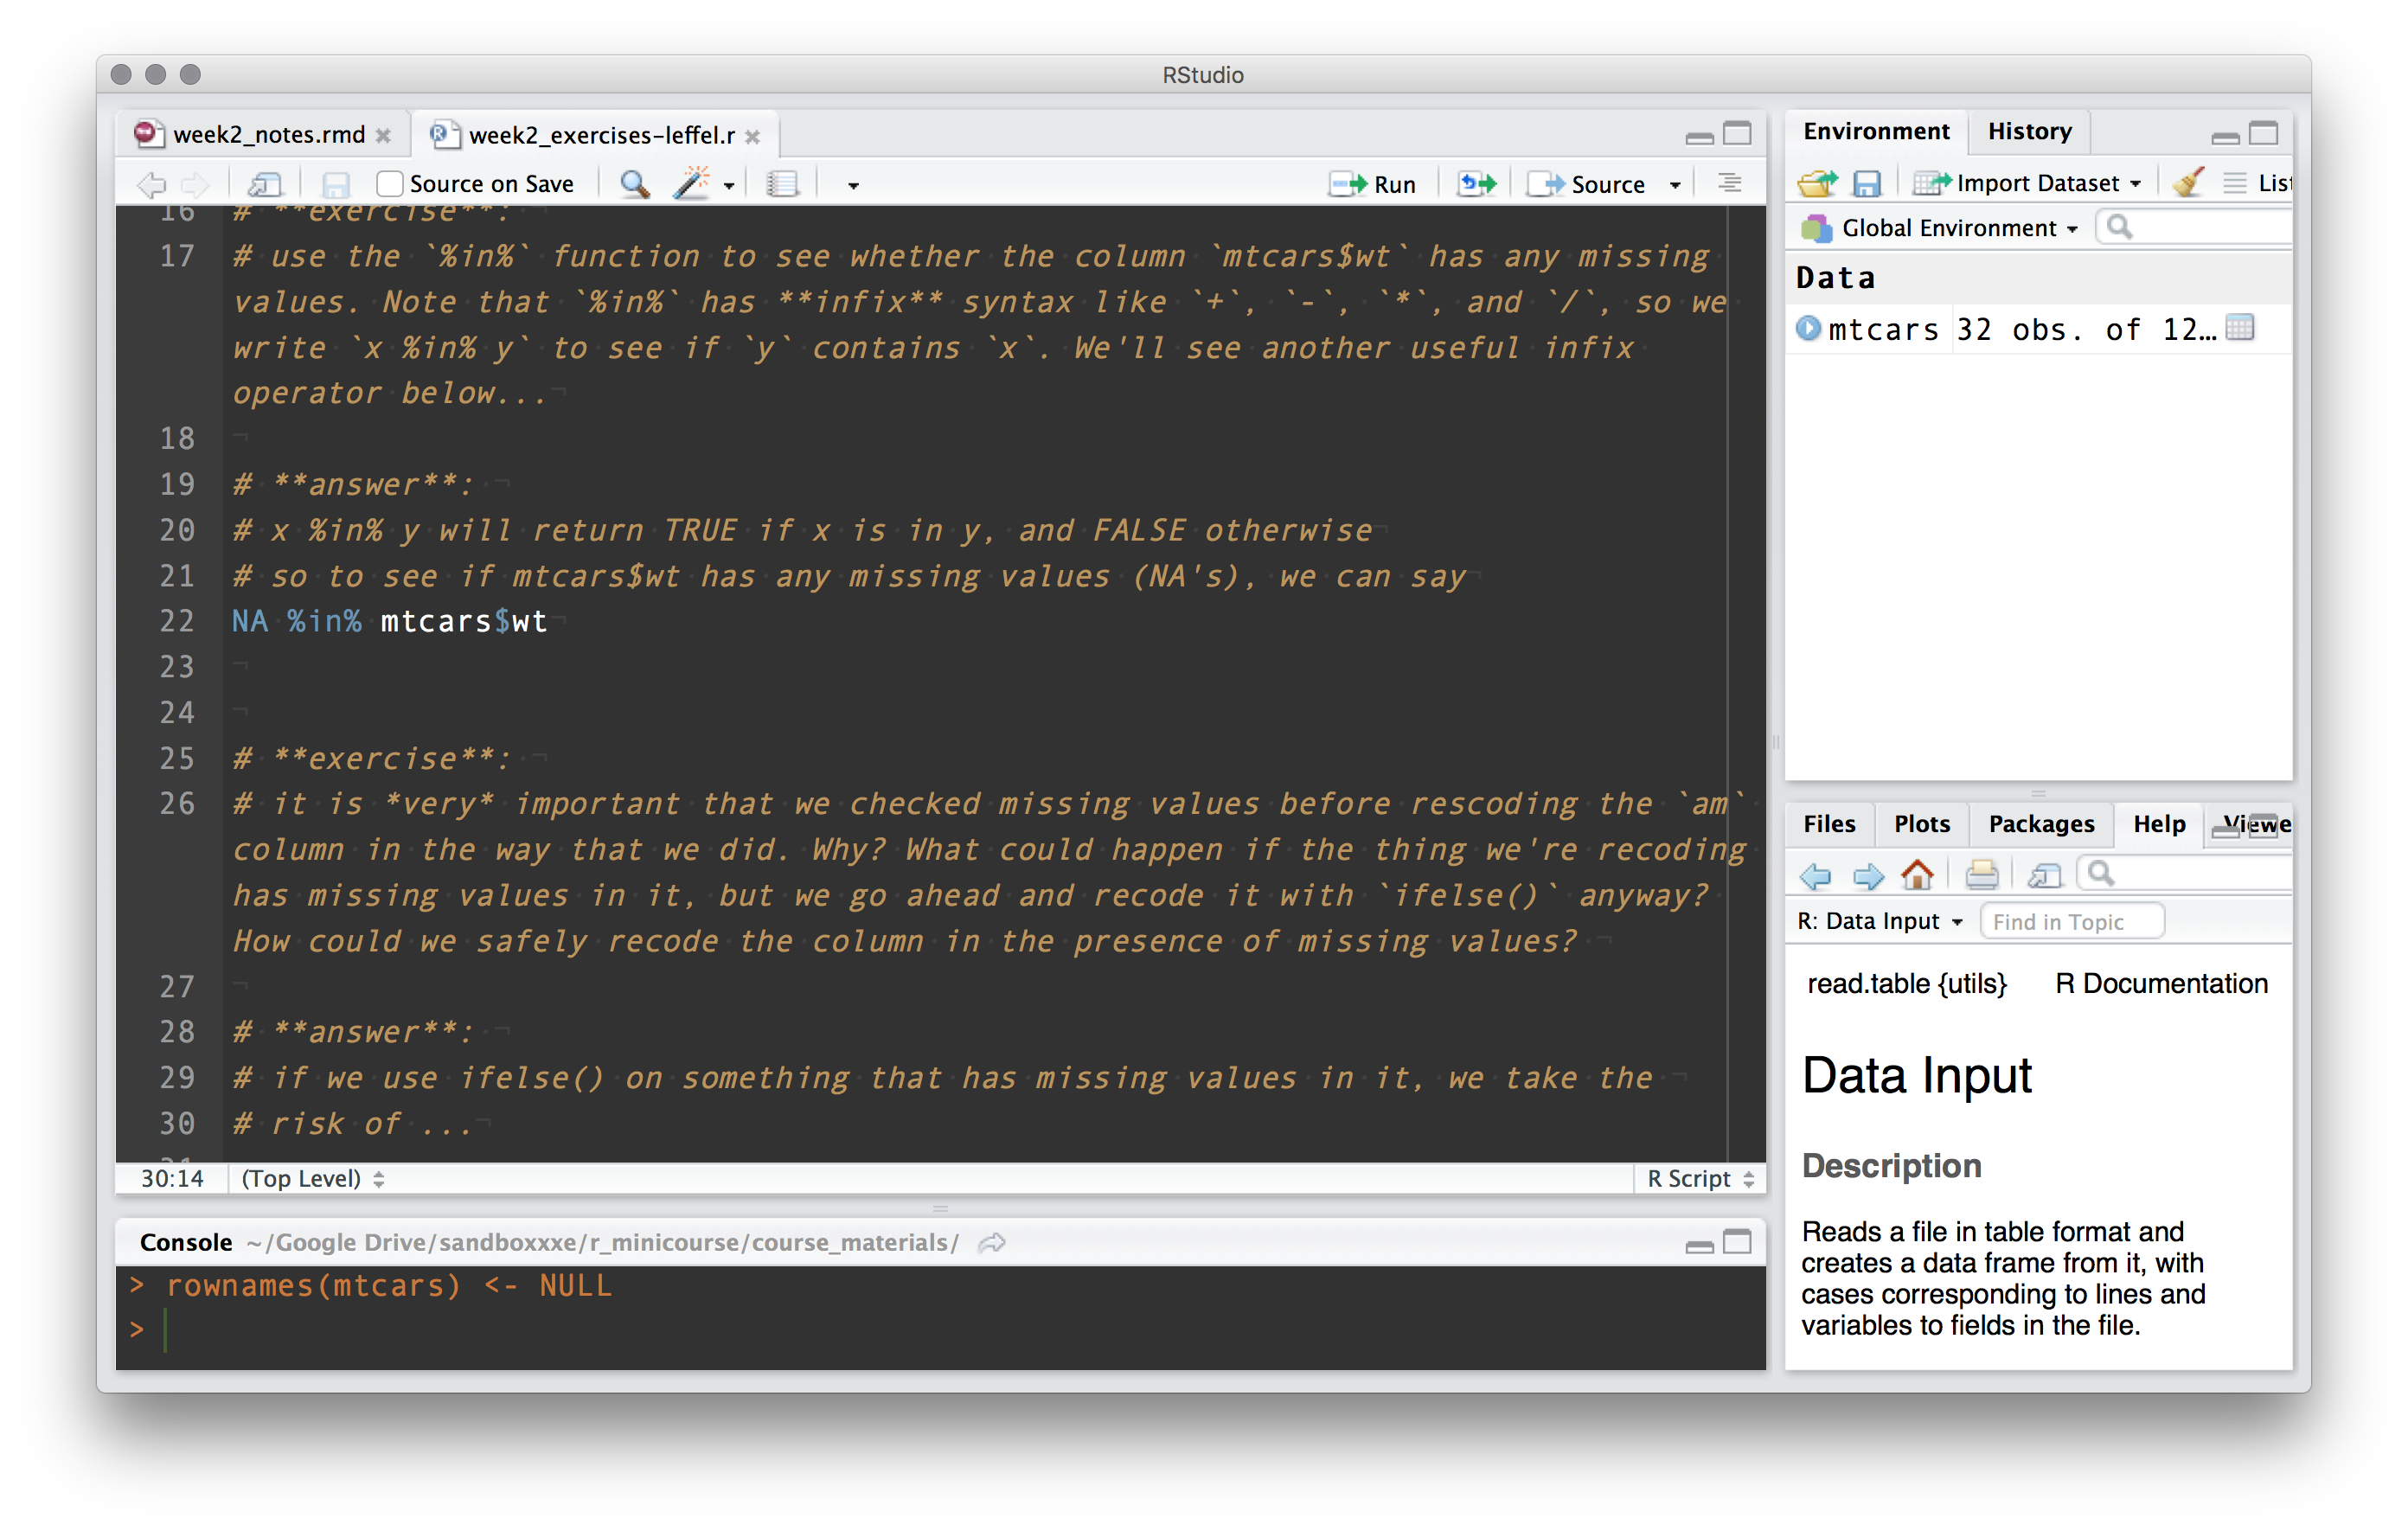 RStudio
week2_notes.rmd
week2_exercises-leffel.r
Source on Save
Run
Source
16 # **exercise**:
17 # use the `%in%` function to see whether the column `mtcars$wt` has any missing
values. Note that `%in%` has **infix** syntax like `+`, `-`, `*`, and `/`, so we
write `x %in% y` to see if `y` contains `x`. We'll see another useful infix
operator below...
18
19 # **answer**:
20 # x %in% y will return TRUE if x is in y, and FALSE otherwise
21 # so to see if mtcars$wt has any missing values (NA's), we can say
22 NA %in% mtcars$wt
23
24
25 # **exercise**:
26 # it is *very* important that we checked missing values before rescoding the `am`
column in the way that we did. Why? What could happen if the thing we're recoding
has missing values in it, but we go ahead and recode it with `ifelse()` anyway?
How could we safely recode the column in the presence of missing values?
27
28 # **answer**:
29 # if we use ifelse() on something that has missing values in it, we take the
30 # risk of ...
30:14 (Top Level) R Script
Console ~/Google Drive/sandboxxxe/r_minicourse/course_materials/
> rownames(mtcars) <- NULL
>
Environment History
Import Dataset
Global Environment
Data
mtcars 32 obs. of 12…
Files Plots Packages Help
R: Data Input Find in Topic
read.table {utils} R Documentation
Data Input
Description
Reads a file in table format and
creates a data frame from it, with
cases corresponding to lines and
variables to fields in the file.